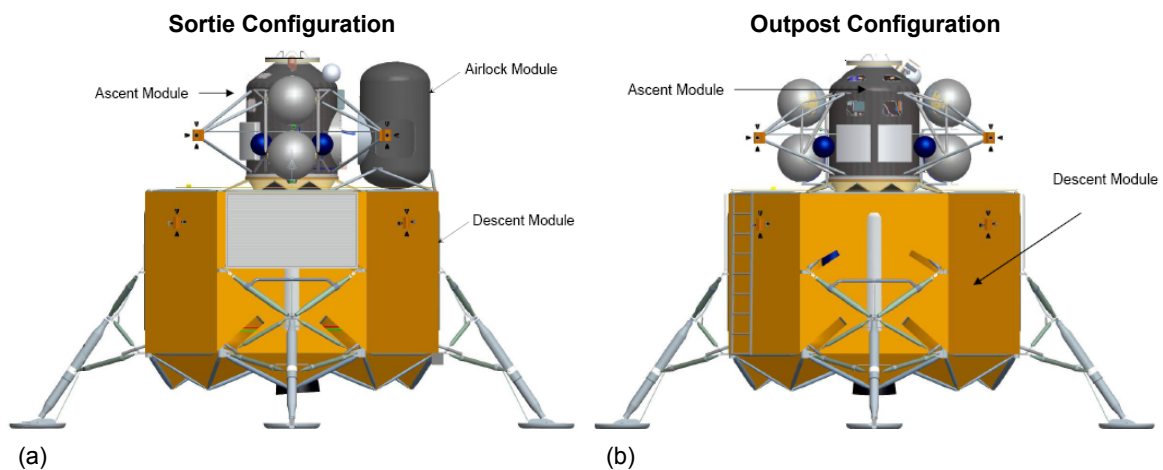 Sortie Configuration
Outpost Configuration
Airlock Module
Ascent Module
Descent Module
Ascent Module
Descent Module
(a)
(b)